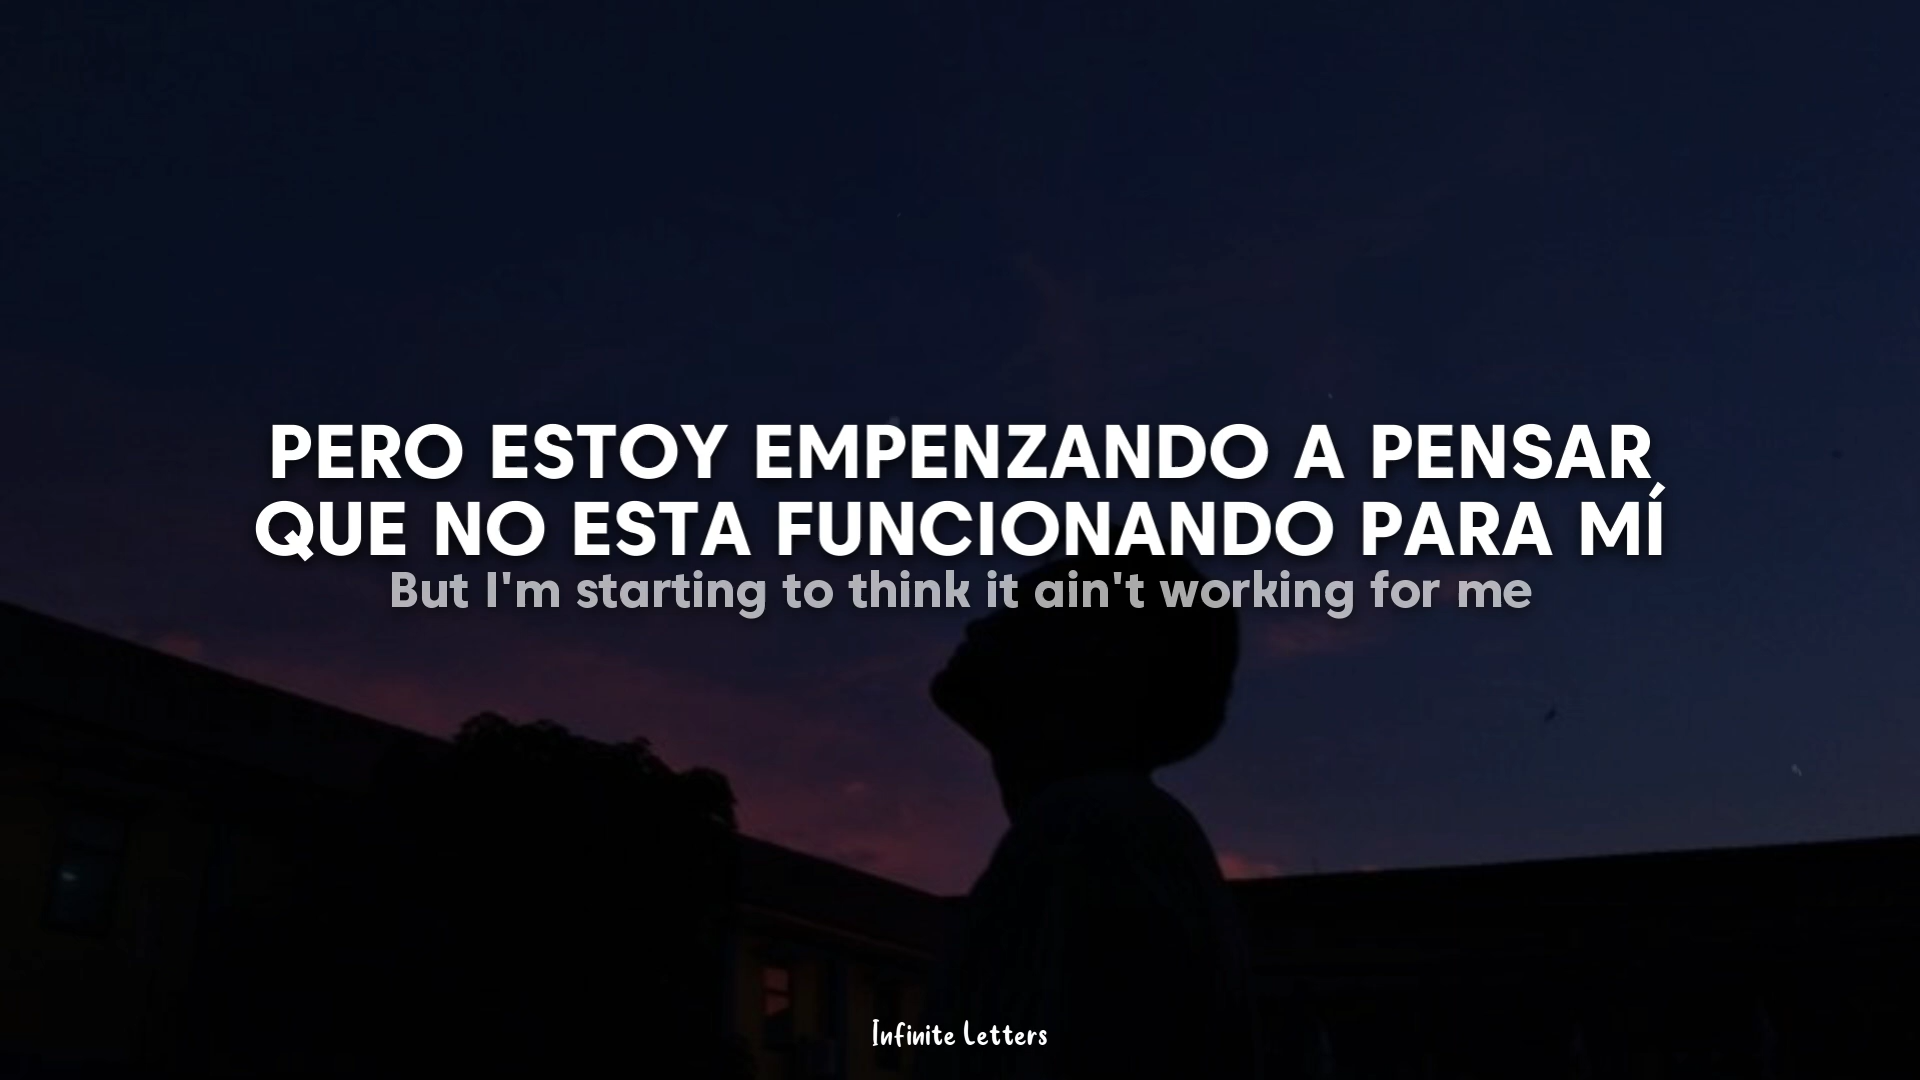 PERO ESTOY EMPENZANDO A PENSAR
QUE NO ESTA FUNCIONANDO PARA MÍ
But I'm starting to think it ain't working for me
Infinite Letters